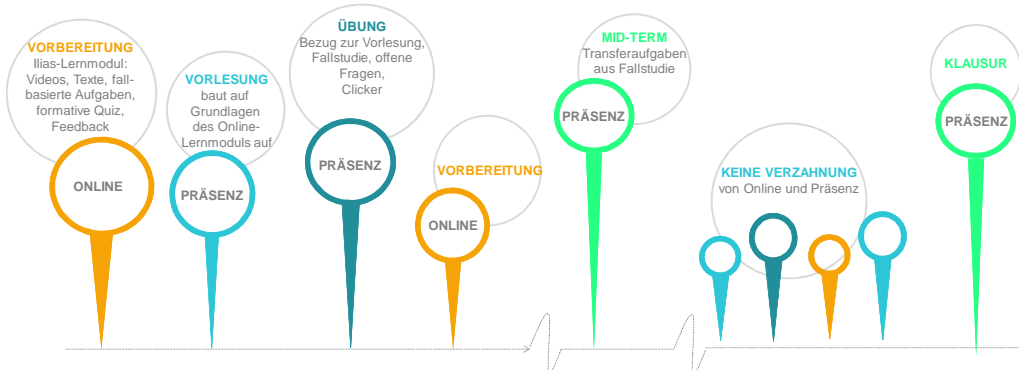 VORBEREITUNG
Ilias-Lernmodul:
Videos, Texte, fall-
basierte Aufgaben,
formative Quiz,
Feedback
ONLINE
VORLESUNG
baut auf
Grundlagen
des Online-
Lernmoduls auf
PRÄSENZ
ÜBUNG
Bezug zur Vorlesung,
Fallstudie, offene
Fragen,
Clicker
PRÄSENZ
VORBEREITUNG
ONLINE
MID-TERM
Transferaufgaben
aus Fallstudie
PRÄSENZ
KEINE VERZAHNUNG
von Online und Präsenz
KLAUSUR
PRÄSENZ